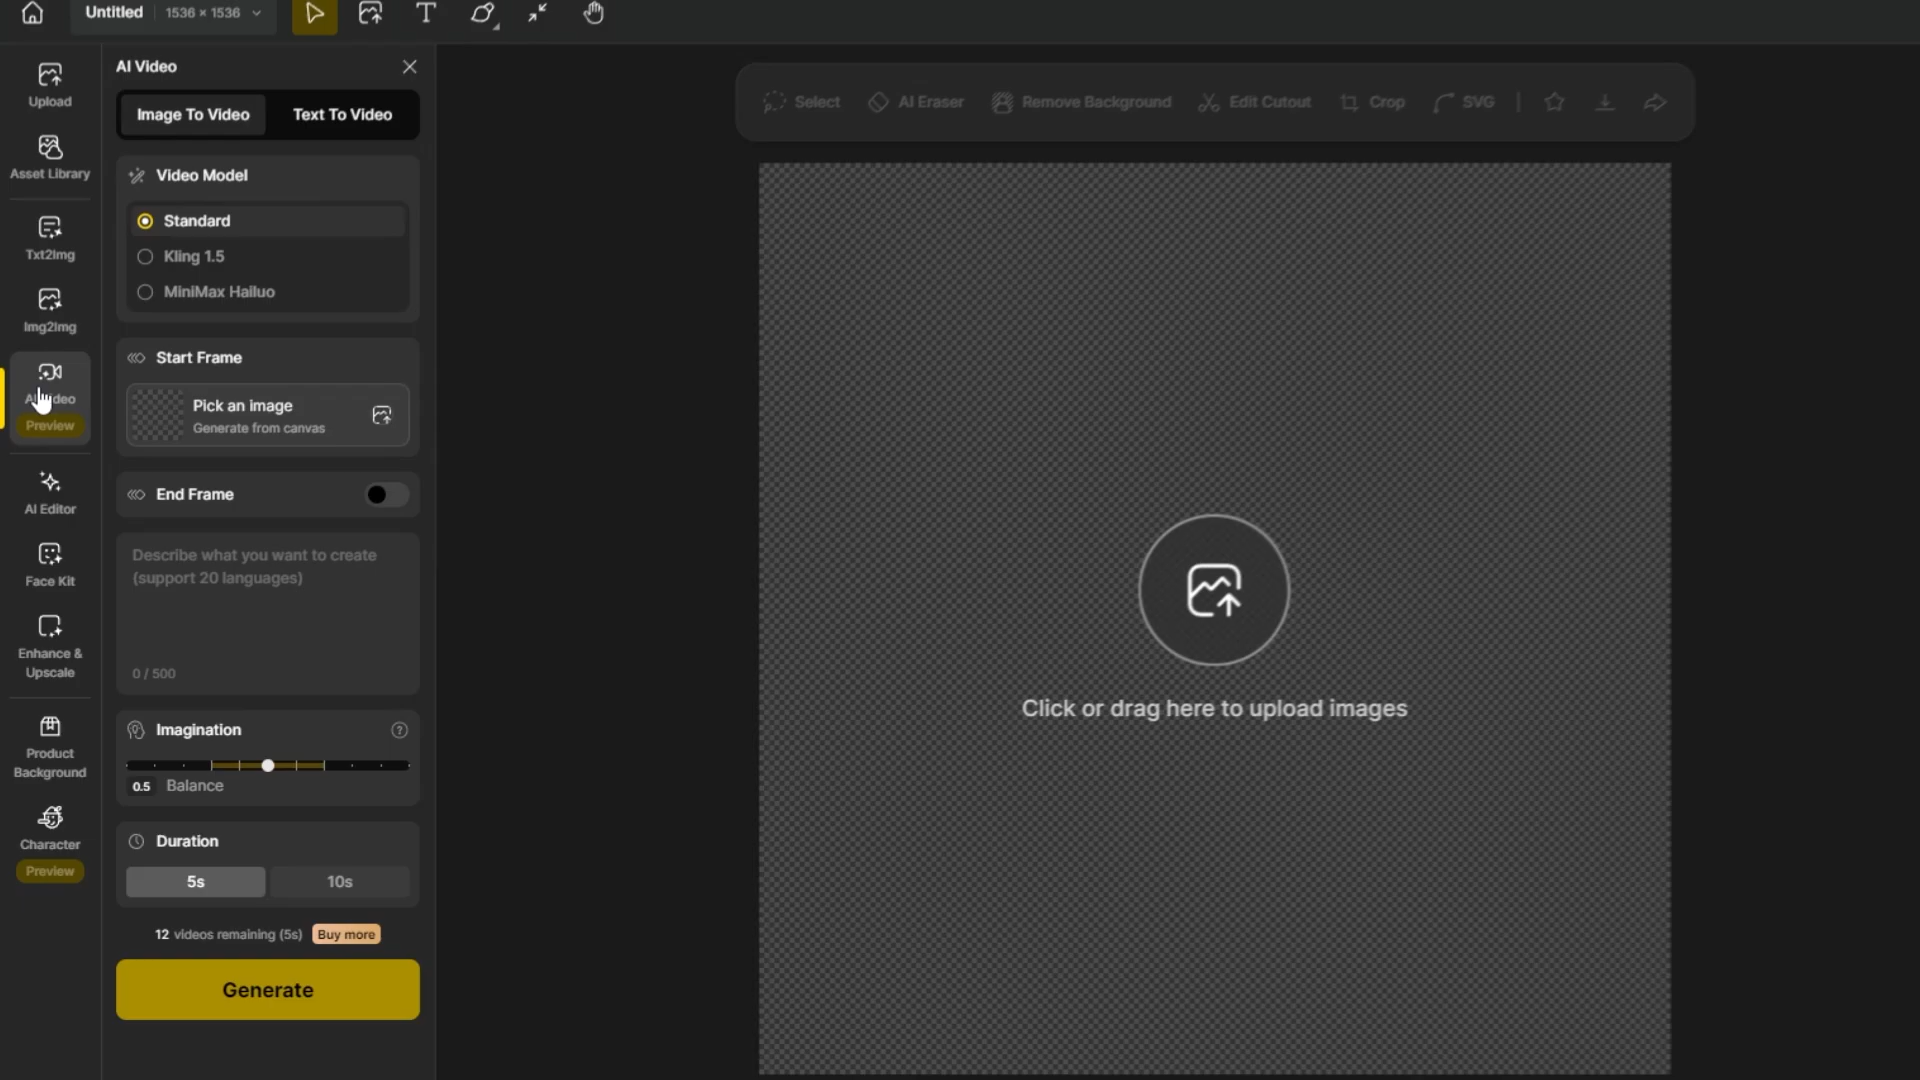 Untitled 1536 × 1536
Upload
Asset Library
Txt2Img
Img2Img
Preview
AI Editor
Face Kit
Enhance &
Upscale
Product
Background
Character
Preview
AI Video
Image To Video Text To Video
Video Model
Standard
Kling 1.5
MiniMax Hailuo
Start Frame
Pick an image
Generate from canvas
End Frame
Describe what you want to create
(support 20 languages)
0 / 500
Imagination
0.5 Balance
Duration
5s 10s
12 videos remaining (5s) Buy more
Generate
Select AI Eraser Remove Background Edit Cutout Crop SVG
Click or drag here to upload images